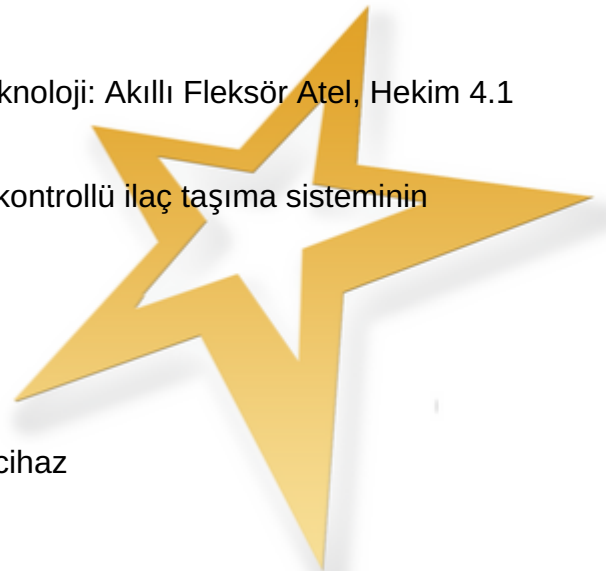 knoloji: Akıllı Fleksör Atel, Hekim 4.1
kontrollü ilaç taşıma sisteminin
cihaz